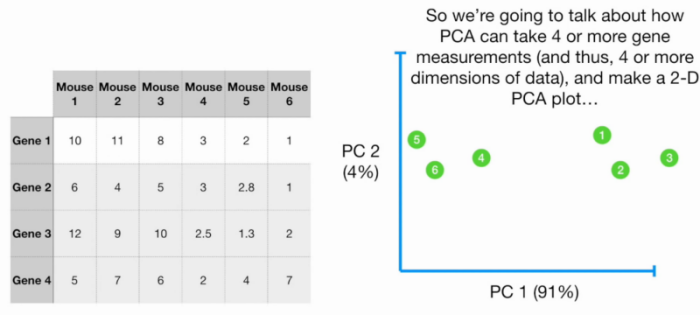 So we're going to talk about how
PCA can take 4 or more gene
measurements (and thus, 4 or more
dimensions of data), and make a 2-D
PCA plot…
Mouse 1 Mouse 2 Mouse 3 Mouse 4 Mouse 5 Mouse 6
Gene 1 10 11 8 3 2 1
Gene 2 6 4 5 3 2.8 1
Gene 3 12 9 10 2.5 1.3 2
Gene 4 5 7 6 2 4 7
PC 2
(4%)
5
6
4
1
2
3
PC 1 (91%)